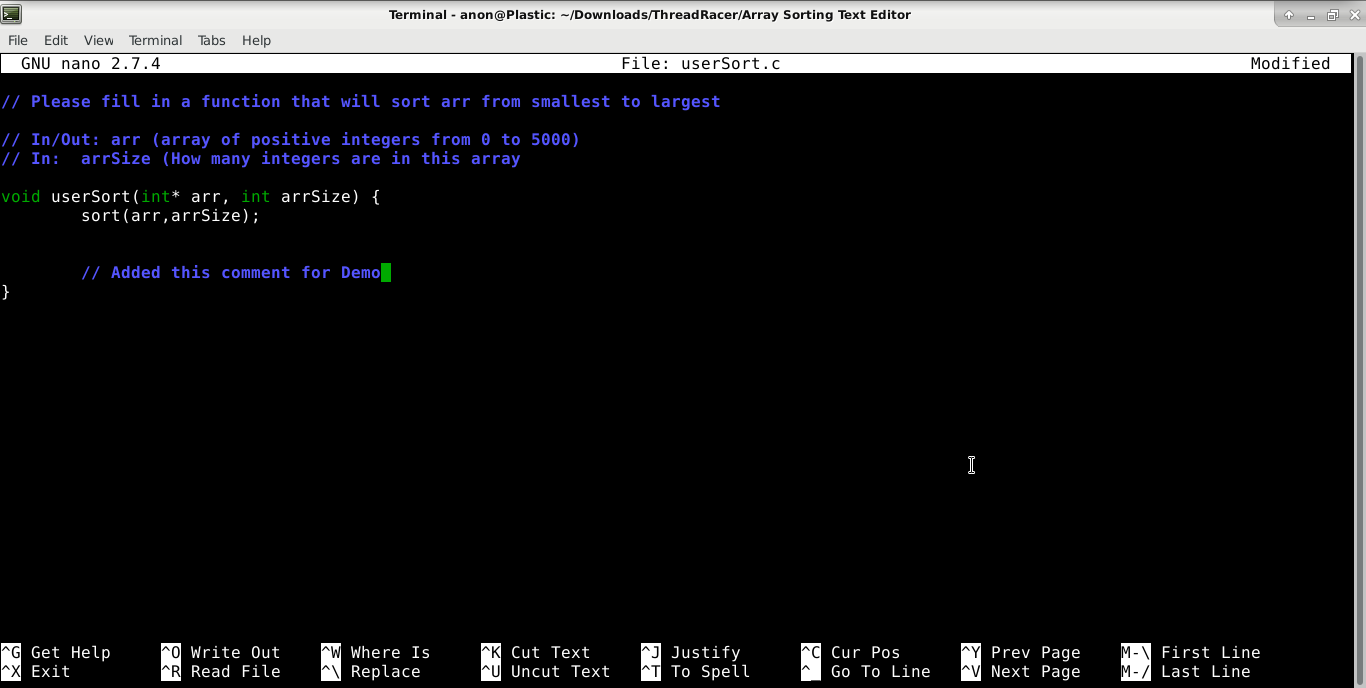 Terminal - anon@Plastic: ~/Downloads/ThreadRacer/Array Sorting Text Editor
File Edit View Terminal Tabs Help
GNU nano 2.7.4 File: userSort.c Modified
// Please fill in a function that will sort arr from smallest to largest
// In/Out: arr (array of positive integers from 0 to 5000)
// In:  arrSize (How many integers are in this array
void userSort(int* arr, int arrSize) {
        sort(arr,arrSize);
        // Added this comment for Demo
}
^G Get Help ^O Write Out ^W Where Is ^K Cut Text ^J Justify ^C Cur Pos ^Y Prev Page M-\ First Line
^X Exit ^R Read File ^\ Replace ^U Uncut Text ^T To Spell ^_ Go To Line ^V Next Page M-/ Last Line